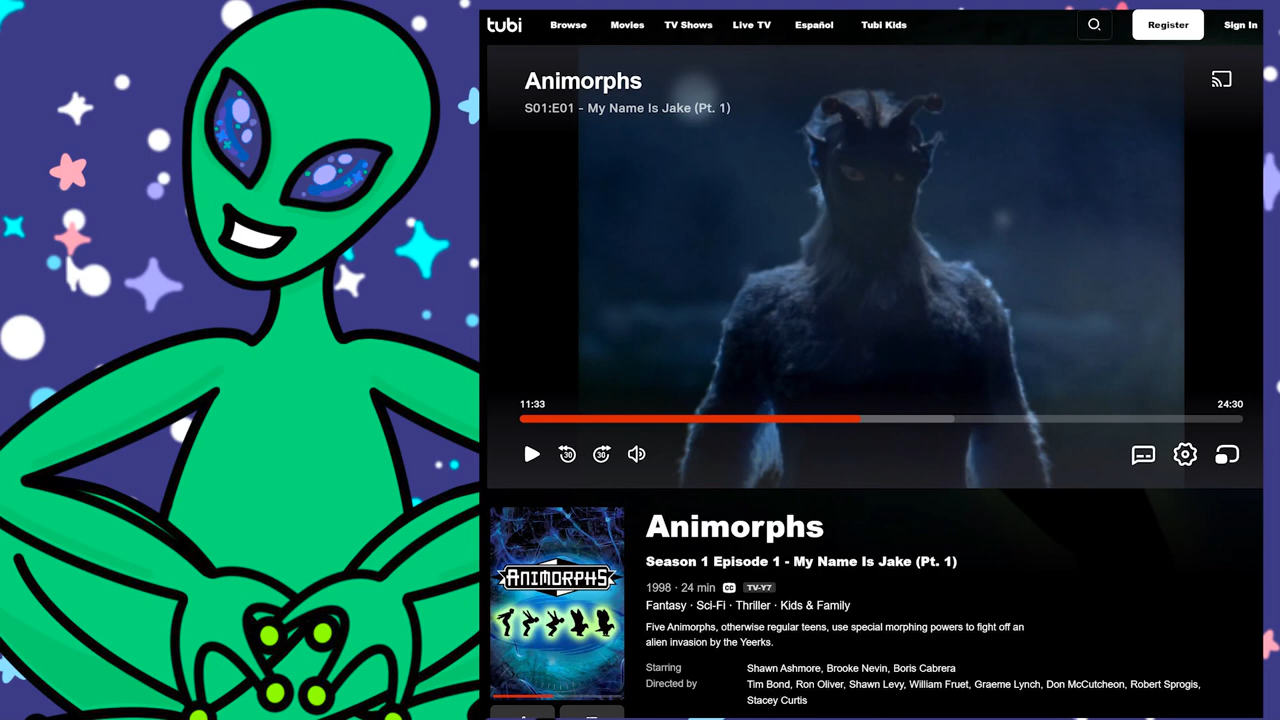 tubi Browse Movies TV Shows Live TV Español Tubi Kids Register Sign In
Animorphs
S01:E01 - My Name Is Jake (Pt. 1)
11:33 24:30
30 30
ANIMORPHS
Animorphs
Season 1 Episode 1 - My Name Is Jake (Pt. 1)
1998 · 24 min CC TV-Y7
Fantasy · Sci-Fi · Thriller · Kids & Family
Five Animorphs, otherwise regular teens, use special morphing powers to fight off an
alien invasion by the Yeerks.
Starring Shawn Ashmore, Brooke Nevin, Boris Cabrera
Directed by Tim Bond, Ron Oliver, Shawn Levy, William Fruet, Graeme Lynch, Don McCutcheon, Robert Sprogis,
Stacey Curtis